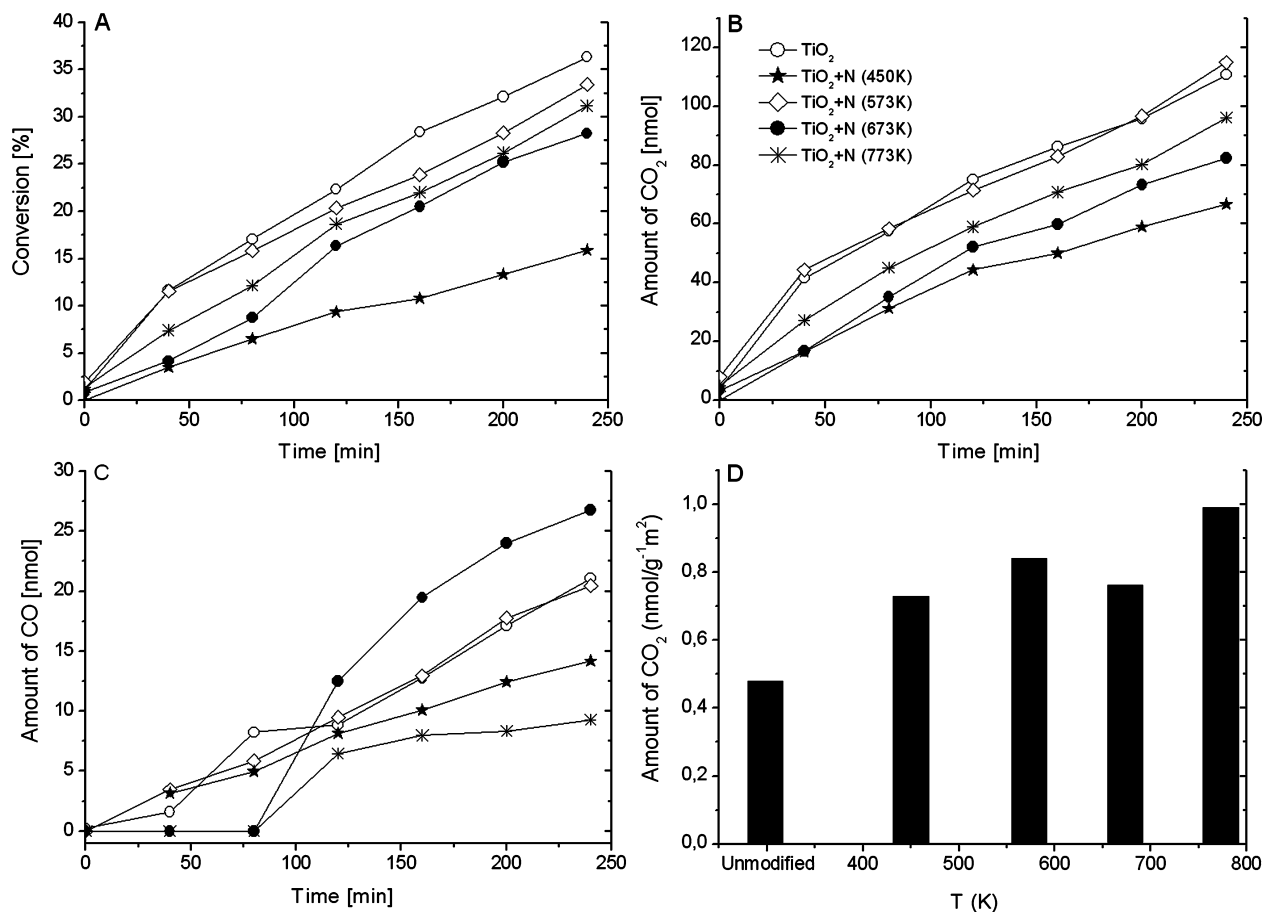 A
40
35
30
25
20
15
10
5
0
Conversion [%]
0 50 100 150 200 250
Time [min]
B
120
100
80
60
40
20
0
Amount of CO₂ [nmol]
TiO₂
TiO₂+N (450K)
TiO₂+N (573K)
TiO₂+N (673K)
TiO₂+N (773K)
0 50 100 150 200 250
Time [min]
C
30
25
20
15
10
5
0
Amount of CO [nmol]
0 50 100 150 200 250
Time [min]
D
1,0
0,8
0,6
0,4
0,2
0,0
Amount of CO₂ (nmol/g⁻¹m²)
Unmodified 400 500 600 700 800
T (K)